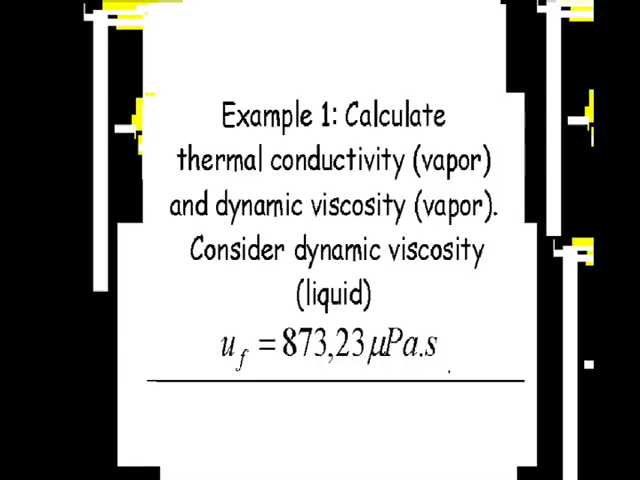 Example 1: Calculate
thermal conductivity (vapor)
and dynamic viscosity (vapor).
Consider dynamic viscosity
(liquid)
u_f = 873,23 μPa.s